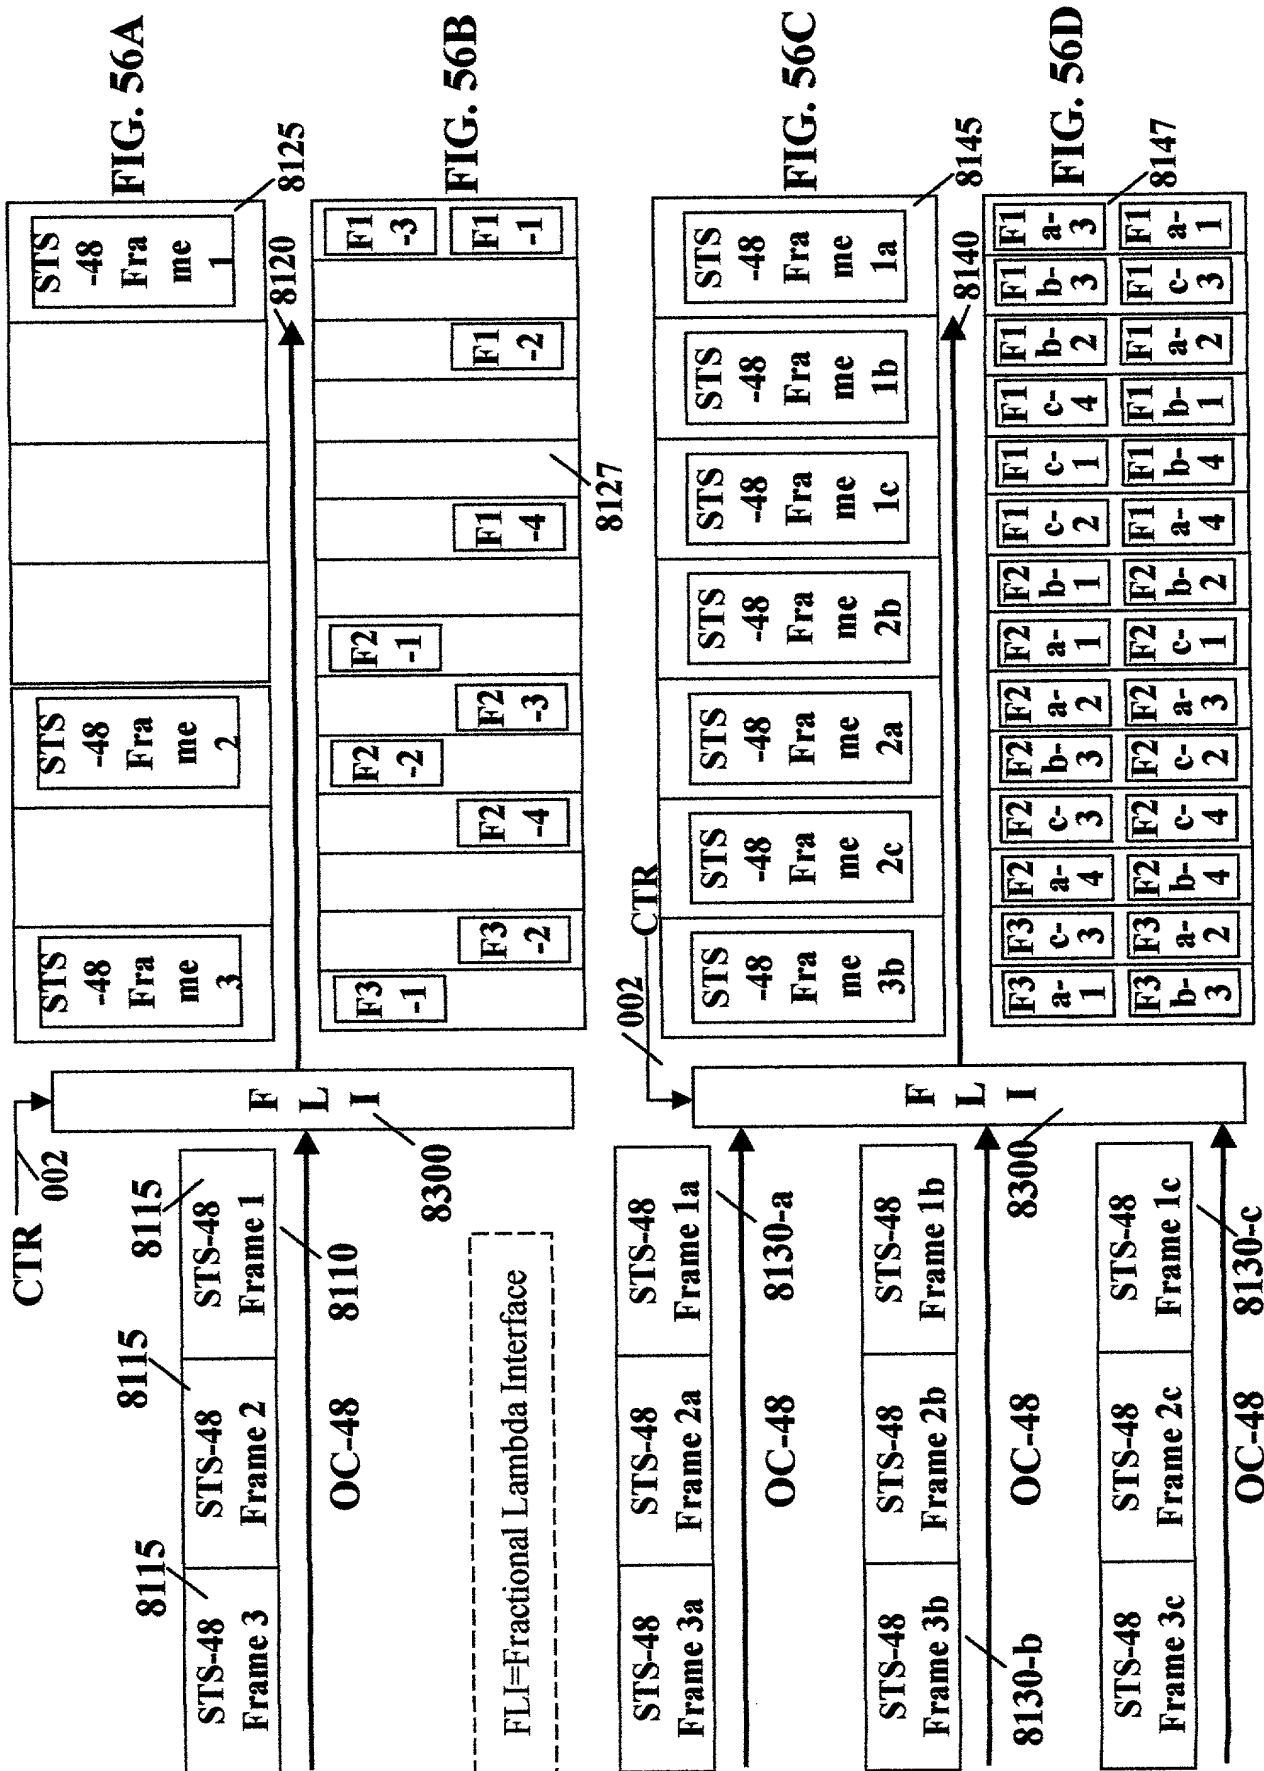 CTR
002
8115
8115
8115
STS-48
Frame 3
STS-48
Frame 2
STS-48
Frame 1
8110
OC-48
F
L
I
8300
STS
-48
Fra
me
3
STS
-48
Fra
me
2
STS
-48
Fra
me
1
FIG. 56A
8125
8120
F3
-1
F3
-2
F2
-4
F2
-2
F2
-3
F2
-1
F1
-4
F1
-2
F1
-3
F1
-1
8127
FIG. 56B
FLI=Fractional Lambda Interface
002
CTR
STS-48
Frame 3a
STS-48
Frame 2a
STS-48
Frame 1a
8130-a
OC-48
STS-48
Frame 3b
STS-48
Frame 2b
STS-48
Frame 1b
8130-b
OC-48
STS-48
Frame 3c
STS-48
Frame 2c
STS-48
Frame 1c
8130-c
OC-48
F
L
I
8300
STS
-48
Fra
me
3b
STS
-48
Fra
me
2c
STS
-48
Fra
me
2a
STS
-48
Fra
me
2b
STS
-48
Fra
me
1c
STS
-48
Fra
me
1b
STS
-48
Fra
me
1a
FIG. 56C
8145
8140
F3
a-
1
F3
c-
3
F2
a-
4
F2
c-
3
F2
b-
3
F2
a-
2
F2
a-
1
F2
b-
1
F1
c-
2
F1
c-
1
F1
c-
4
F1
b-
2
F1
b-
3
F1
a-
3
F3
b-
3
F3
a-
2
F2
b-
4
F2
c-
4
F2
c-
2
F2
a-
3
F2
c-
1
F2
b-
2
F1
a-
4
F1
b-
4
F1
b-
1
F1
a-
2
F1
c-
3
F1
a-
1
FIG. 56D
8147